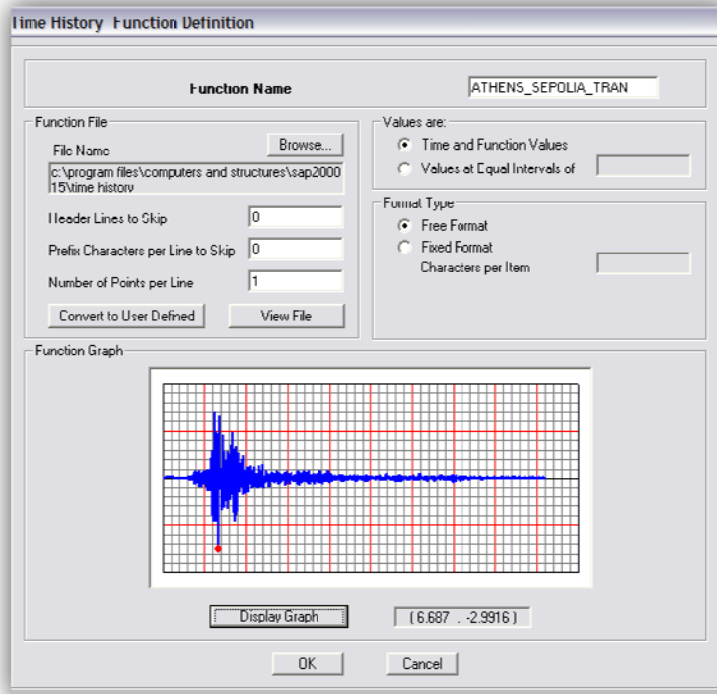 Time History Function Definition
Function Name
ATHENS_SEPOLIA_TRAN
Function File
File Name
Browse...
c:\program files\computers and structures\sap2000
15\time history
Header Lines to Skip
0
Prefix Characters per Line to Skip
0
Number of Points per Line
1
Convert to User Defined
View File
Values are:
Time and Function Values
Values at Equal Intervals of
Format Type
Free Format
Fixed Format
Characters per Item
Function Graph
Display Graph
( 6.687 , -2.9916 )
OK
Cancel